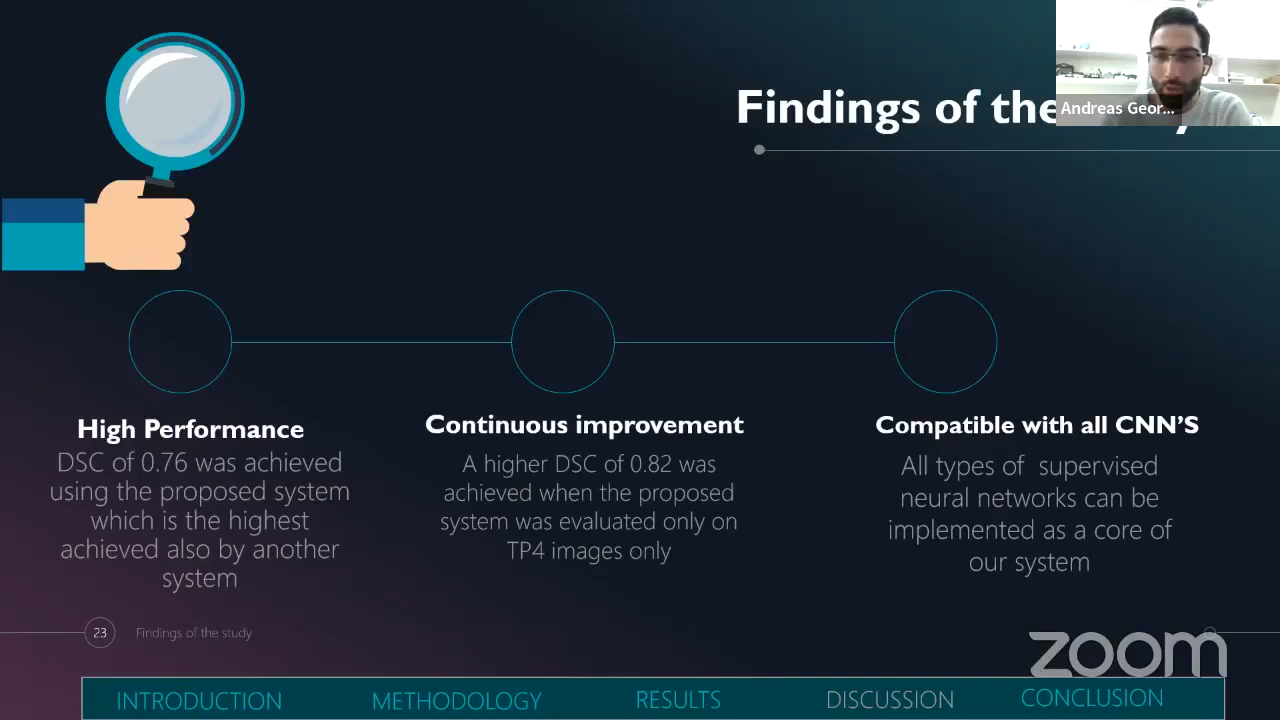 Findings of the
Andreas Geor...
High Performance
DSC of 0.76 was achieved
using the proposed system
which is the highest
achieved also by another
system
Continuous improvement
A higher DSC of 0.82 was
achieved when the proposed
system was evaluated only on
TP4 images only
Compatible with all CNN'S
All types of supervised
neural networks can be
implemented as a core of
our system
23
Findings of the study
zoom
INTRODUCTION
METHODOLOGY
RESULTS
DISCUSSION
CONCLUSION